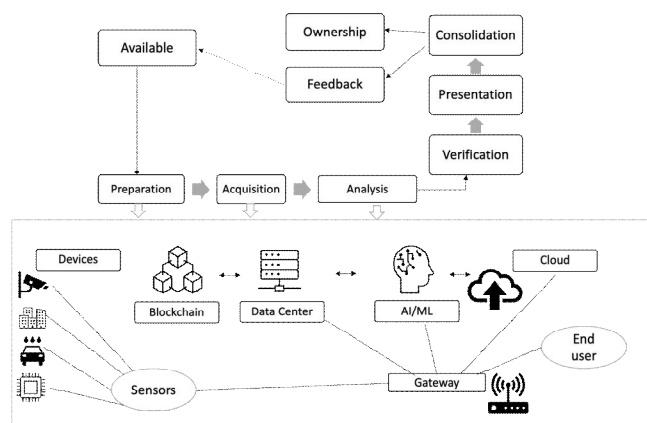 Ownership
Consolidation
Available
Feedback
Presentation
Verification
Preparation
Acquisition
Analysis
Devices
Cloud
Blockchain
Data Center
AI/ML
End
user
Sensors
Gateway